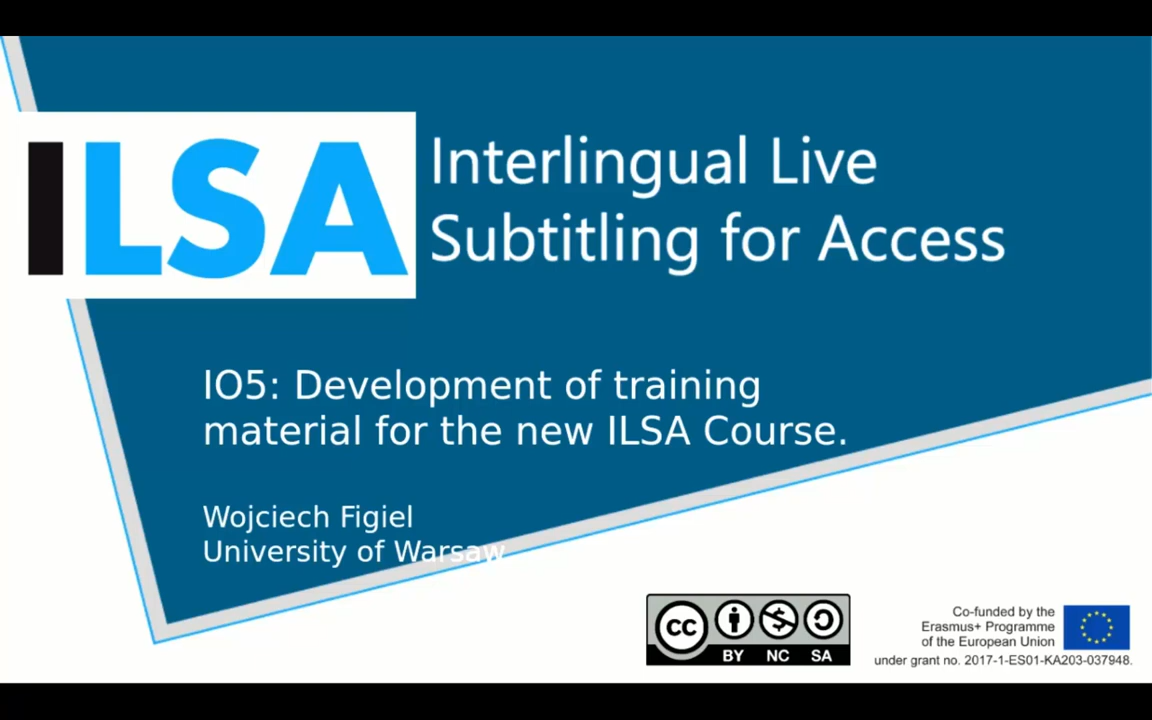 ILSA
Interlingual Live
Subtitling for Access
IO5: Development of training
material for the new ILSA Course.
Wojciech Figiel
University of Warsaw
CC
BY NC SA
Co-funded by the
Erasmus+ Programme
of the European Union
under grant no. 2017-1-ES01-KA203-037948.